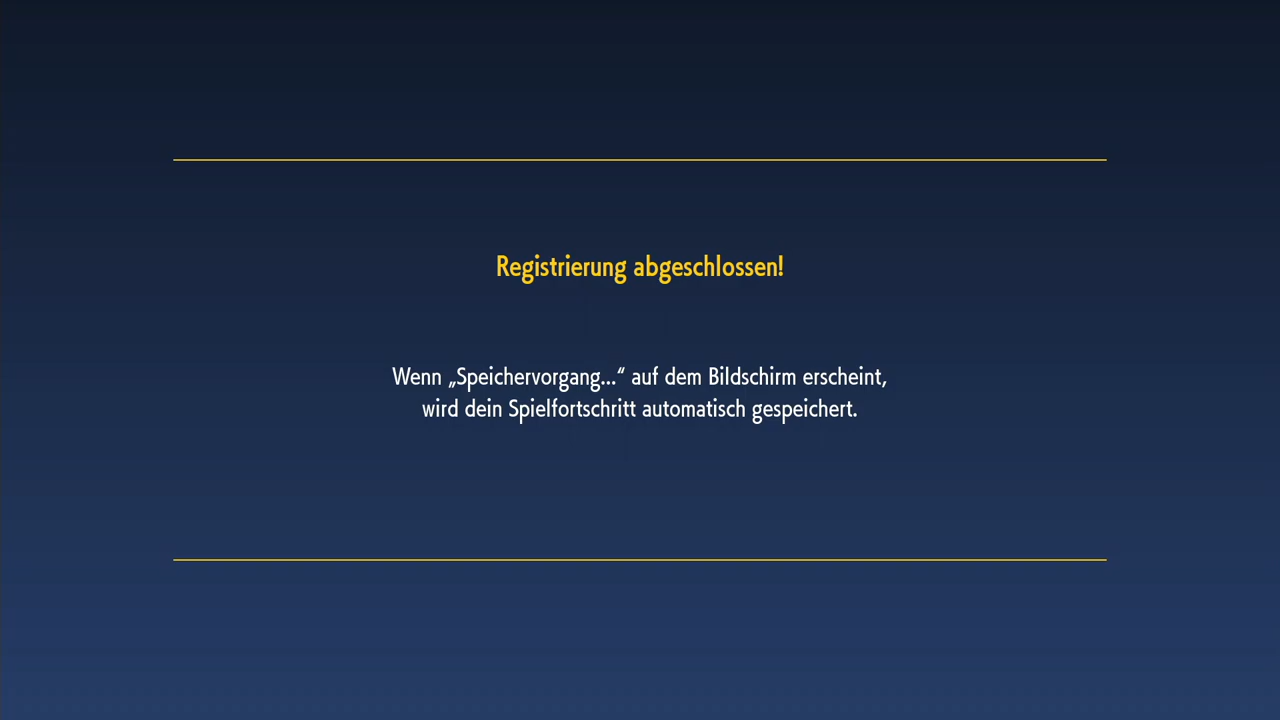 Registrierung abgeschlossen!
Wenn „Speichervorgang...“ auf dem Bildschirm erscheint,
wird dein Spielfortschritt automatisch gespeichert.